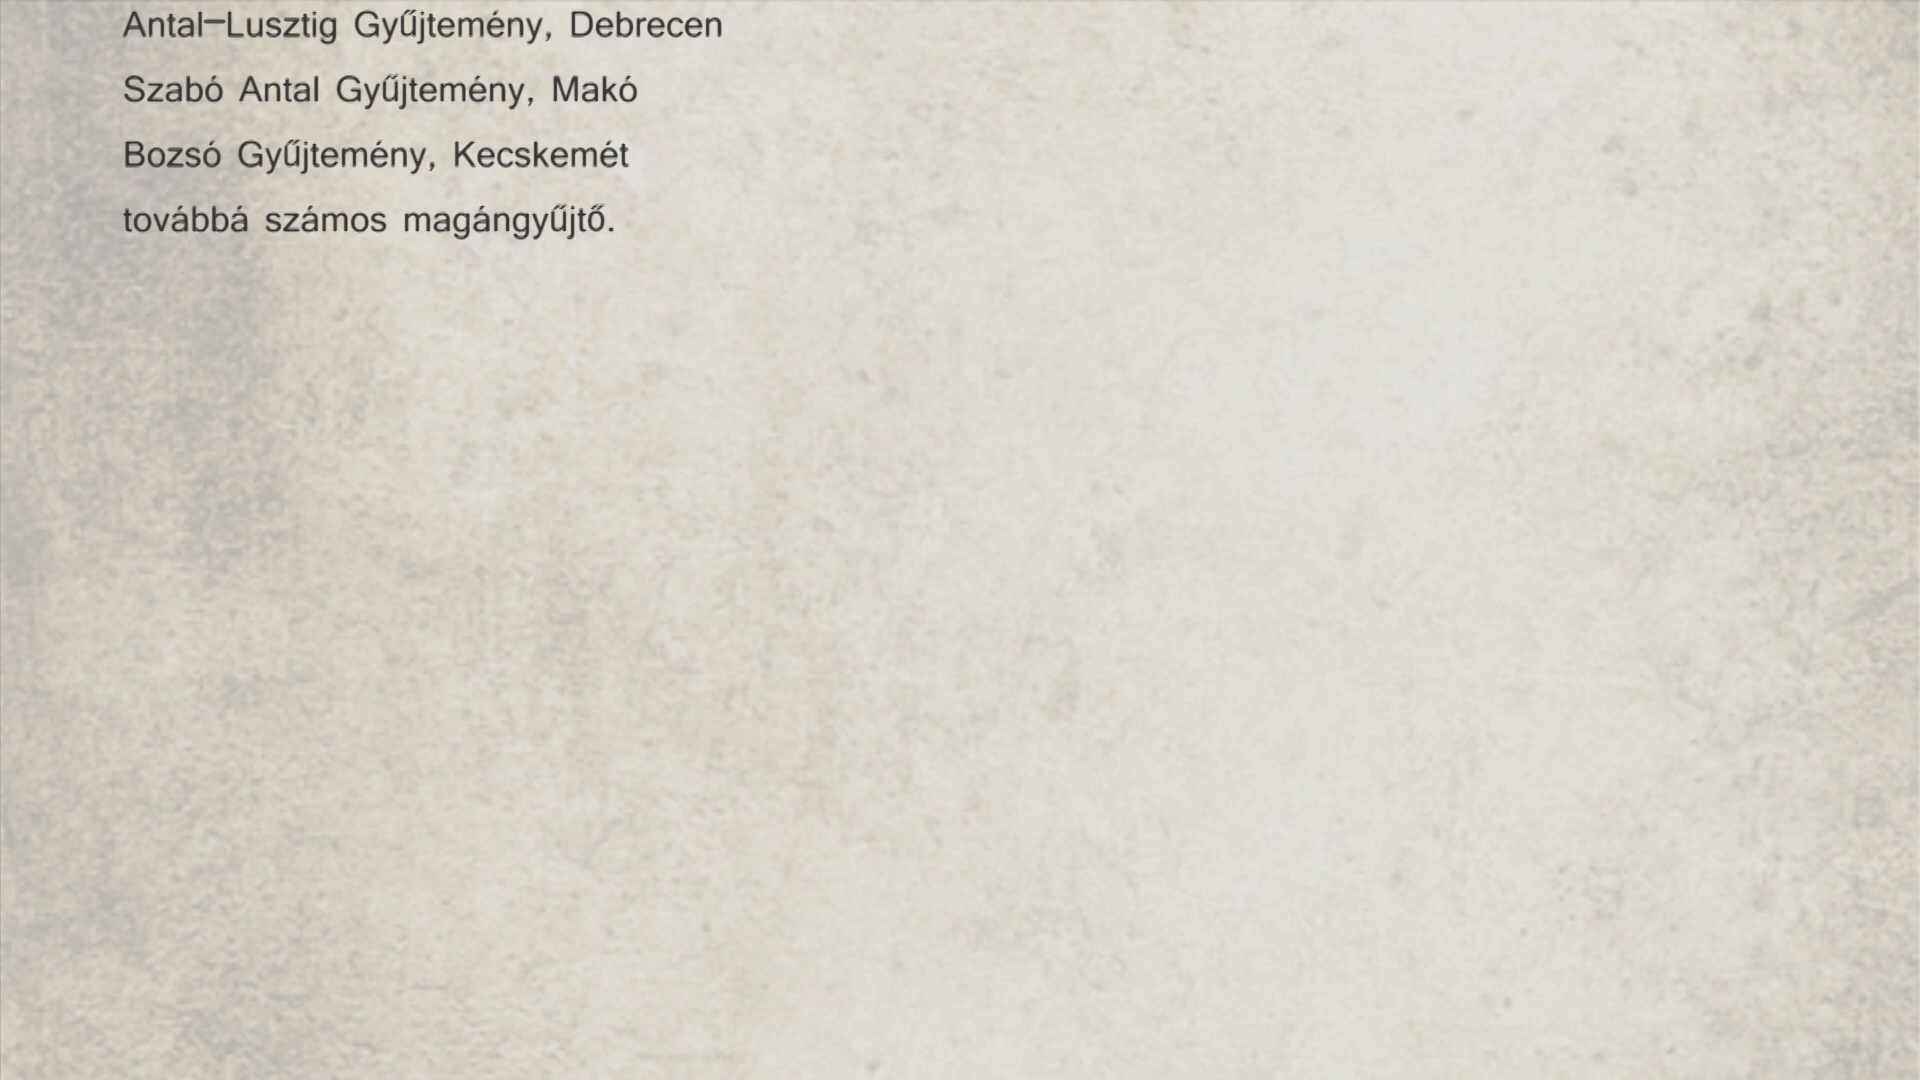 Antal–Lusztig Gyűjtemény, Debrecen
Szabó Antal Gyűjtemény, Makó
Bozsó Gyűjtemény, Kecskemét
továbbá számos magángyűjtő.